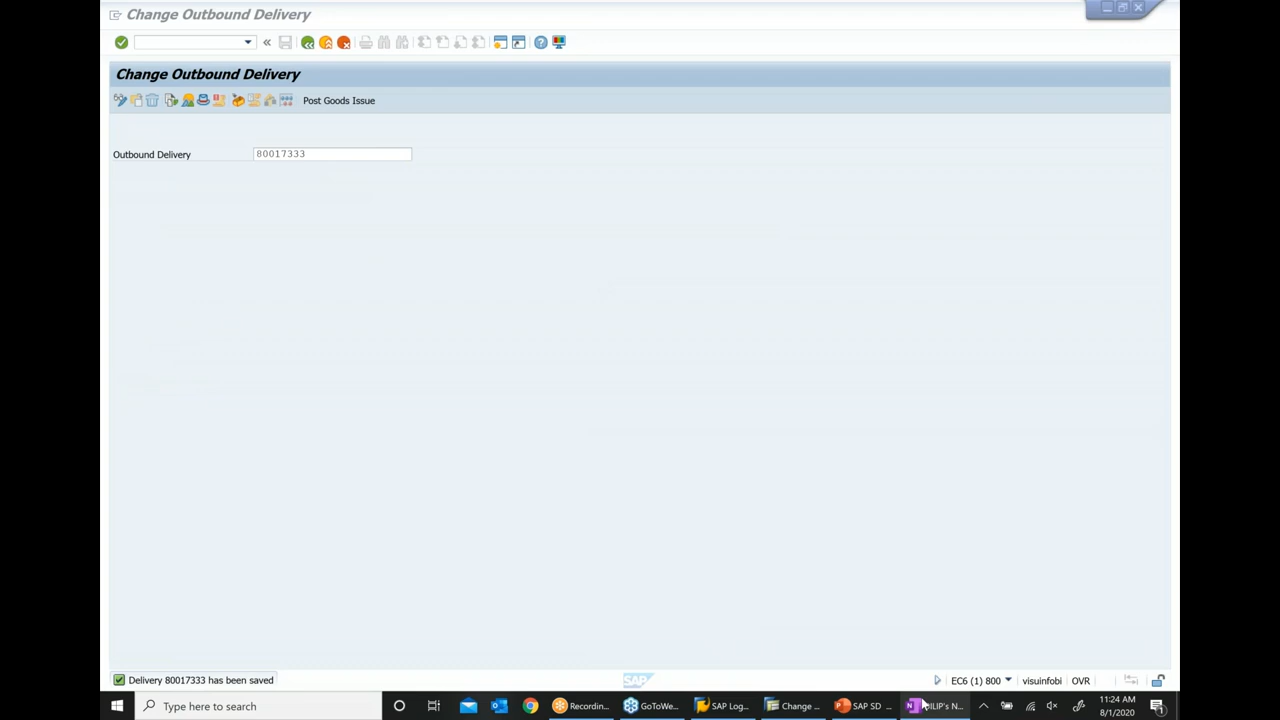 Change Outbound Delivery
Change Outbound Delivery
Post Goods Issue
Outbound Delivery 80017333
Delivery 80017333 has been saved
SAP
EC6 (1) 800 visuinfobi OVR
Type here to search
Recordin...
GoToWe...
SAP Log...
Change ...
SAP SD ...
ILIP's N...
11:24 AM
8/1/2020